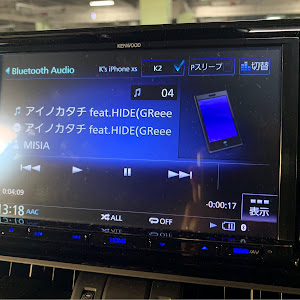 KENWOOD
Bluetooth Audio K's iPhone xs K2 Pスリープ 切替
04
アイノカタチ feat.HIDE(GReee
アイノカタチ feat.HIDE(GReee
MISIA
0:04:09 -0:00:17
表示
13:18 AAC ALL OFF 0